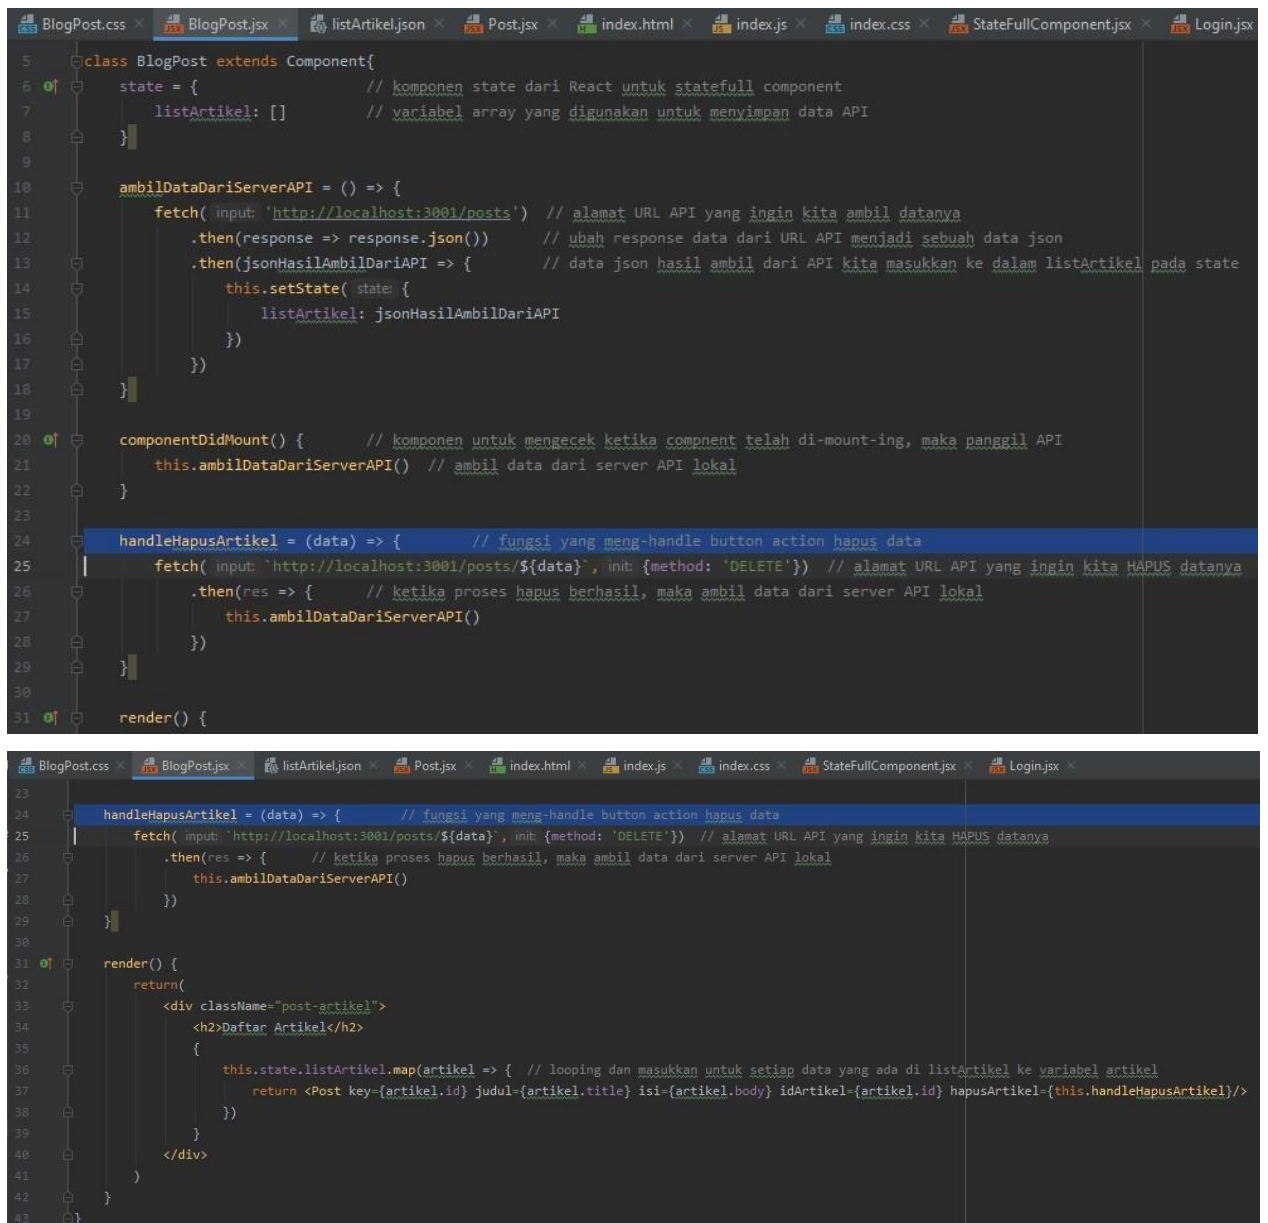 BlogPost.css × BlogPost.jsx × listArtikel.json × Post.jsx × index.html × index.js × index.css × StateFullComponent.jsx × Login.jsx
5 class BlogPost extends Component{
6 state = { // komponen state dari React untuk statefull component
7 listArtikel: [] // variabel array yang digunakan untuk menyimpan data API
8 }
9
10 ambilDataDariServerAPI = () => {
11 fetch( input: 'http://localhost:3001/posts') // alamat URL API yang ingin kita ambil datanya
12 .then(response => response.json()) // ubah response data dari URL API menjadi sebuah data json
13 .then(jsonHasilAmbilDariAPI => { // data json hasil ambil dari API kita masukkan ke dalam listArtikel pada state
14 this.setState( state: {
15 listArtikel: jsonHasilAmbilDariAPI
16 })
17 })
18 }
19
20 componentDidMount() { // komponen untuk mengecek ketika compnent telah di-mount-ing, maka panggil API
21 this.ambilDataDariServerAPI() // ambil data dari server API lokal
22 }
23
24 handleHapusArtikel = (data) => { // fungsi yang meng-handle button action hapus data
25 fetch( input: `http://localhost:3001/posts/${data}`, init: {method: 'DELETE'}) // alamat URL API yang ingin kita HAPUS datanya
26 .then(res => { // ketika proses hapus berhasil, maka ambil data dari server API lokal
27 this.ambilDataDariServerAPI()
28 })
29 }
30
31 render() {
BlogPost.css × BlogPost.jsx × listArtikel.json × Post.jsx × index.html × index.js × index.css × StateFullComponent.jsx × Login.jsx ×
23
24 handleHapusArtikel = (data) => { // fungsi yang meng-handle button action hapus data
25 fetch( input: `http://localhost:3001/posts/${data}`, init: {method: 'DELETE'}) // alamat URL API yang ingin kita HAPUS datanya
26 .then(res => { // ketika proses hapus berhasil, maka ambil data dari server API lokal
27 this.ambilDataDariServerAPI()
28 })
29 }
30
31 render() {
32 return(
33 <div className="post-artikel">
34 <h2>Daftar Artikel</h2>
35 {
36 this.state.listArtikel.map(artikel => { // looping dan masukkan untuk setiap data yang ada di listArtikel ke variabel artikel
37 return <Post key={artikel.id} judul={artikel.title} isi={artikel.body} idArtikel={artikel.id} hapusArtikel={this.handleHapusArtikel}/>
38 })
39 }
40 </div>
41 )
42 }
43 }